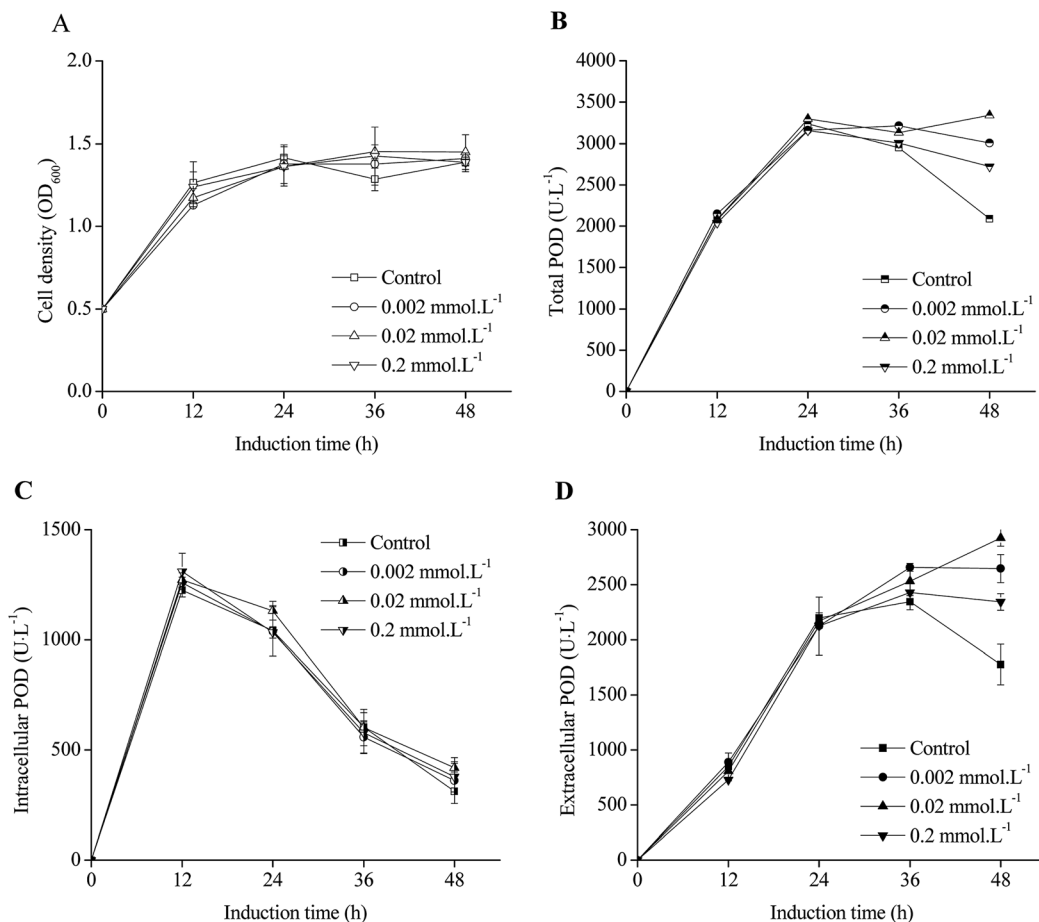 A
2.0
1.5
1.0
0.5
0.0
Cell density (OD600)
Control
0.002 mmol.L-1
0.02 mmol.L-1
0.2 mmol.L-1
0 12 24 36 48
Induction time (h)
B
4000
3500
3000
2500
2000
1500
1000
500
0
Total POD (U·L-1)
Control
0.002 mmol.L-1
0.02 mmol.L-1
0.2 mmol.L-1
0 12 24 36 48
Induction time (h)
C
1500
1000
500
0
Intracellular POD (U·L-1)
Control
0.002 mmol.L-1
0.02 mmol.L-1
0.2 mmol.L-1
0 12 24 36 48
Induction time (h)
D
3000
2500
2000
1500
1000
500
0
Extracellular POD (U·L-1)
Control
0.002 mmol.L-1
0.02 mmol.L-1
0.2 mmol.L-1
0 12 24 36 48
Induction time (h)